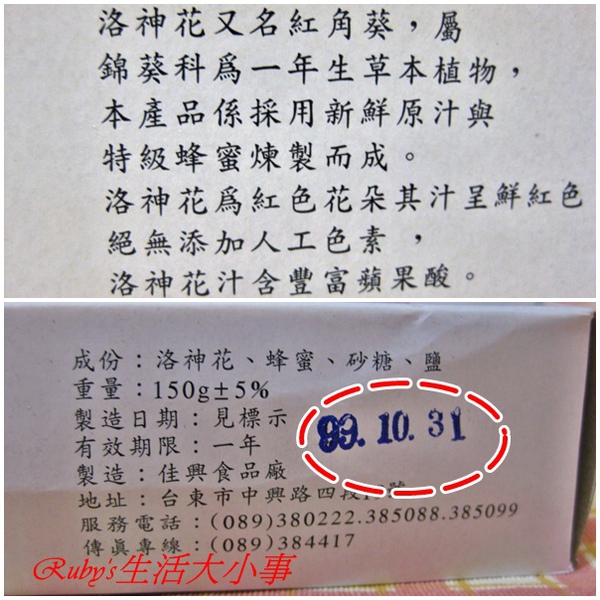 洛神花又名紅角葵，屬
錦葵科爲一年生草本植物，
本產品係採用新鮮原汁與
特級蜂蜜煉製而成。
洛神花爲紅色花朵其汁呈鮮紅色
絕無添加人工色素，
洛神花汁含豐富蘋果酸。
成份：洛神花、蜂蜜、砂糖、鹽
重量：150g±5%
製造日期：見標示
99.10.31
有效期限：一年
製造：佳興食品廠
地址：台東市中興路四段號
服務電話：(089)380222.385088.385099
傳眞專線：(089)384417
Ruby's生活大小事